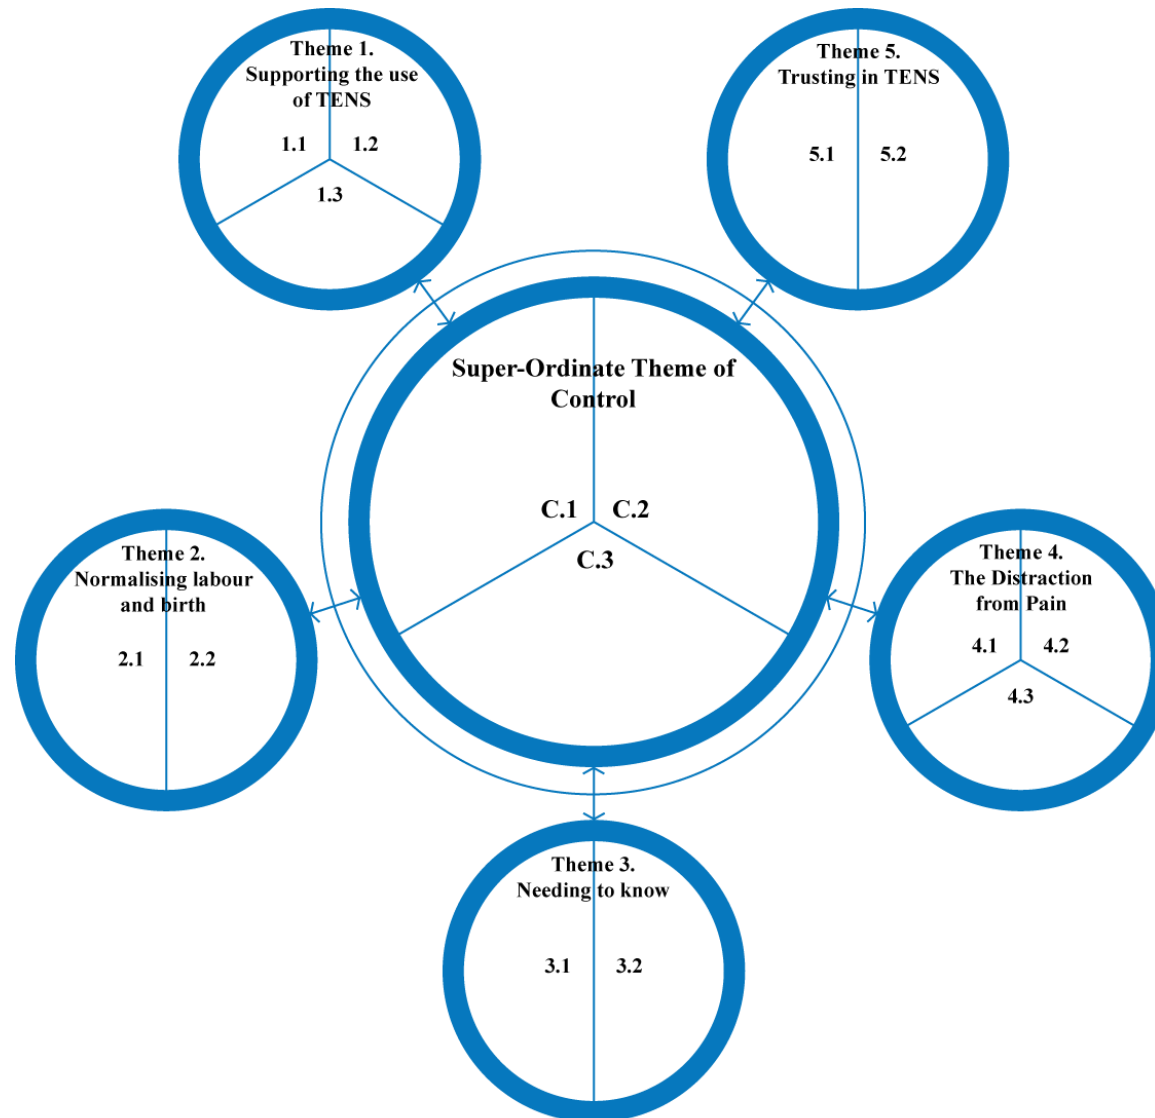 Theme 1.
Supporting the use
of TENS
1.1 1.2
1.3
Theme 5.
Trusting in TENS
5.1 5.2
Super-Ordinate Theme of
Control
C.1 C.2
C.3
Theme 2.
Normalising labour
and birth
2.1 2.2
Theme 4.
The Distraction
from Pain
4.1 4.2
4.3
Theme 3.
Needing to know
3.1 3.2